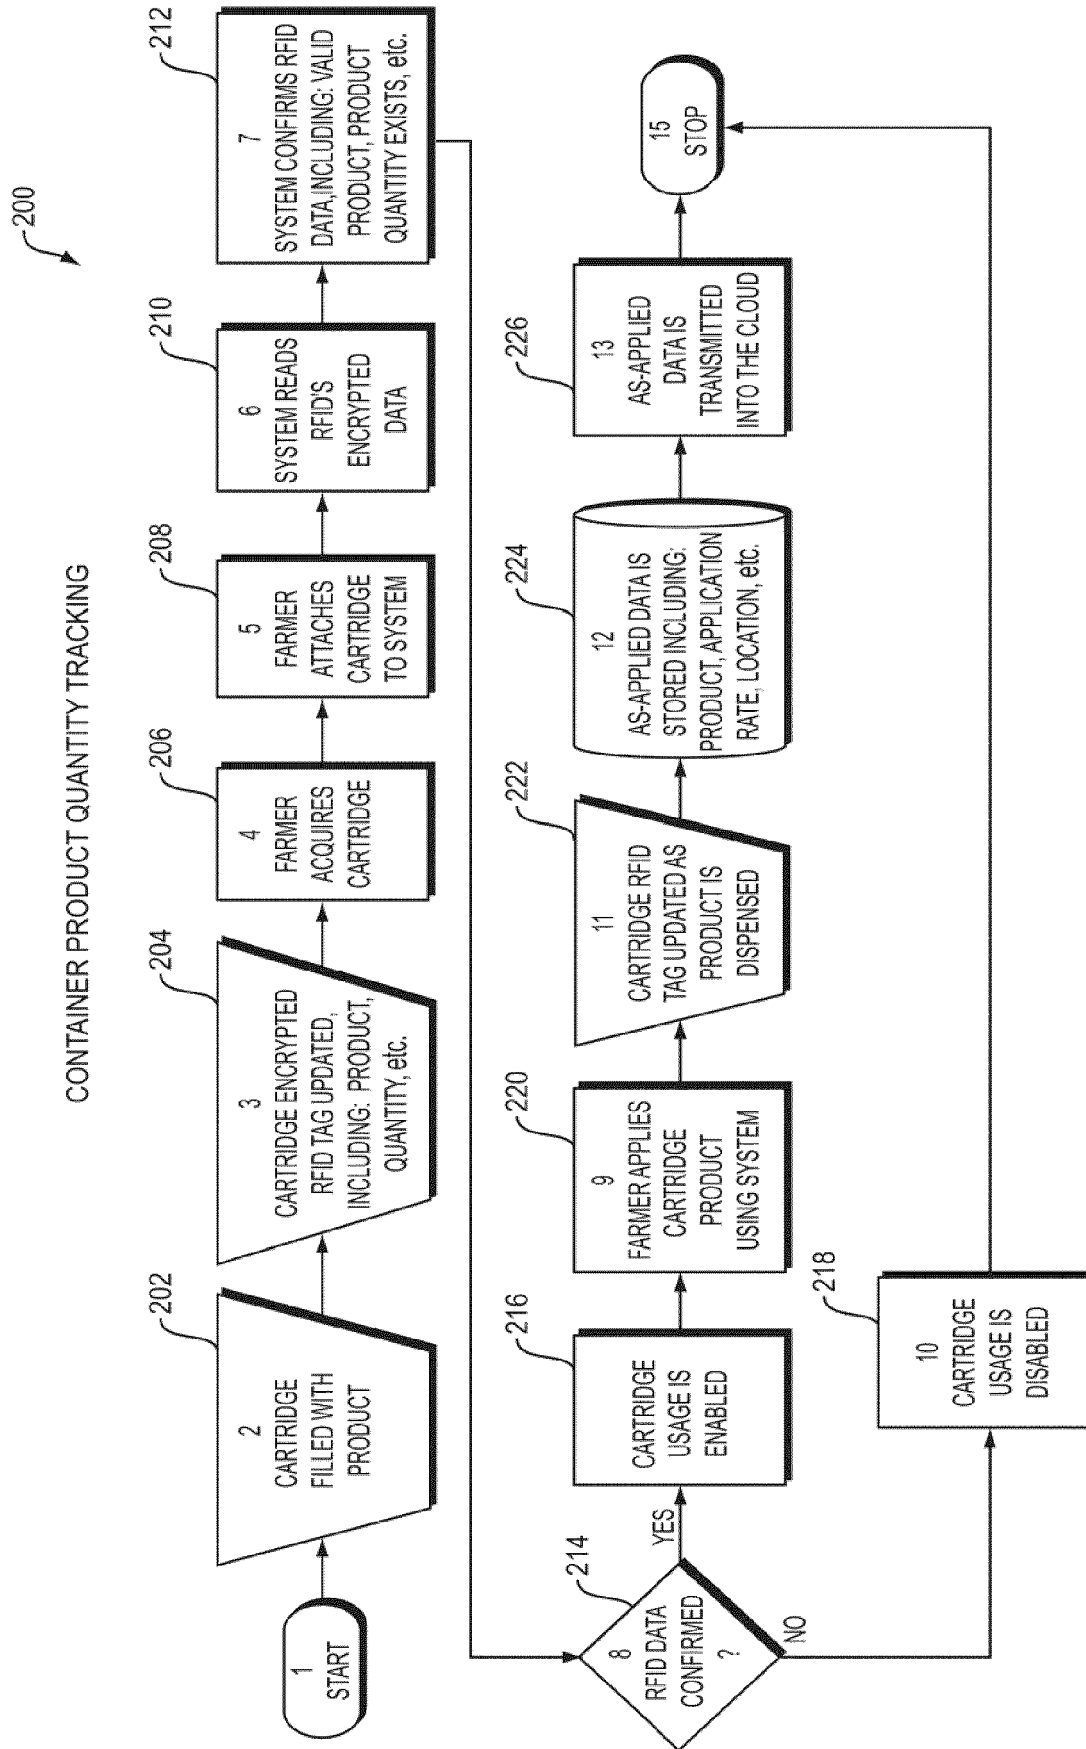 CONTAINER PRODUCT QUANTITY TRACKING
200
1
START
202
2
CARTRIDGE
FILLED WITH
PRODUCT
204
3
CARTRIDGE ENCRYPTED
RFID TAG UPDATED,
INCLUDING: PRODUCT,
QUANTITY, etc.
206
4
FARMER
ACQUIRES
CARTRIDGE
208
5
FARMER
ATTACHES
CARTRIDGE
TO SYSTEM
210
6
SYSTEM READS
RFID'S
ENCRYPTED
DATA
212
7
SYSTEM CONFIRMS RFID
DATA,INCLUDING: VALID
PRODUCT, PRODUCT
QUANTITY EXISTS, etc.
214
8
RFID DATA
CONFIRMED
?
YES
NO
216
CARTRIDGE
USAGE IS
ENABLED
220
9
FARMER APPLIES
CARTRIDGE
PRODUCT
USING SYSTEM
222
11
CARTRIDGE RFID
TAG UPDATED AS
PRODUCT IS
DISPENSED
224
12
AS-APPLIED DATA IS
STORED INCLUDING:
PRODUCT, APPLICATION
RATE, LOCATION, etc.
226
13
AS-APPLIED
DATA IS
TRANSMITTED
INTO THE CLOUD
15
STOP
218
10
CARTRIDGE
USAGE IS
DISABLED